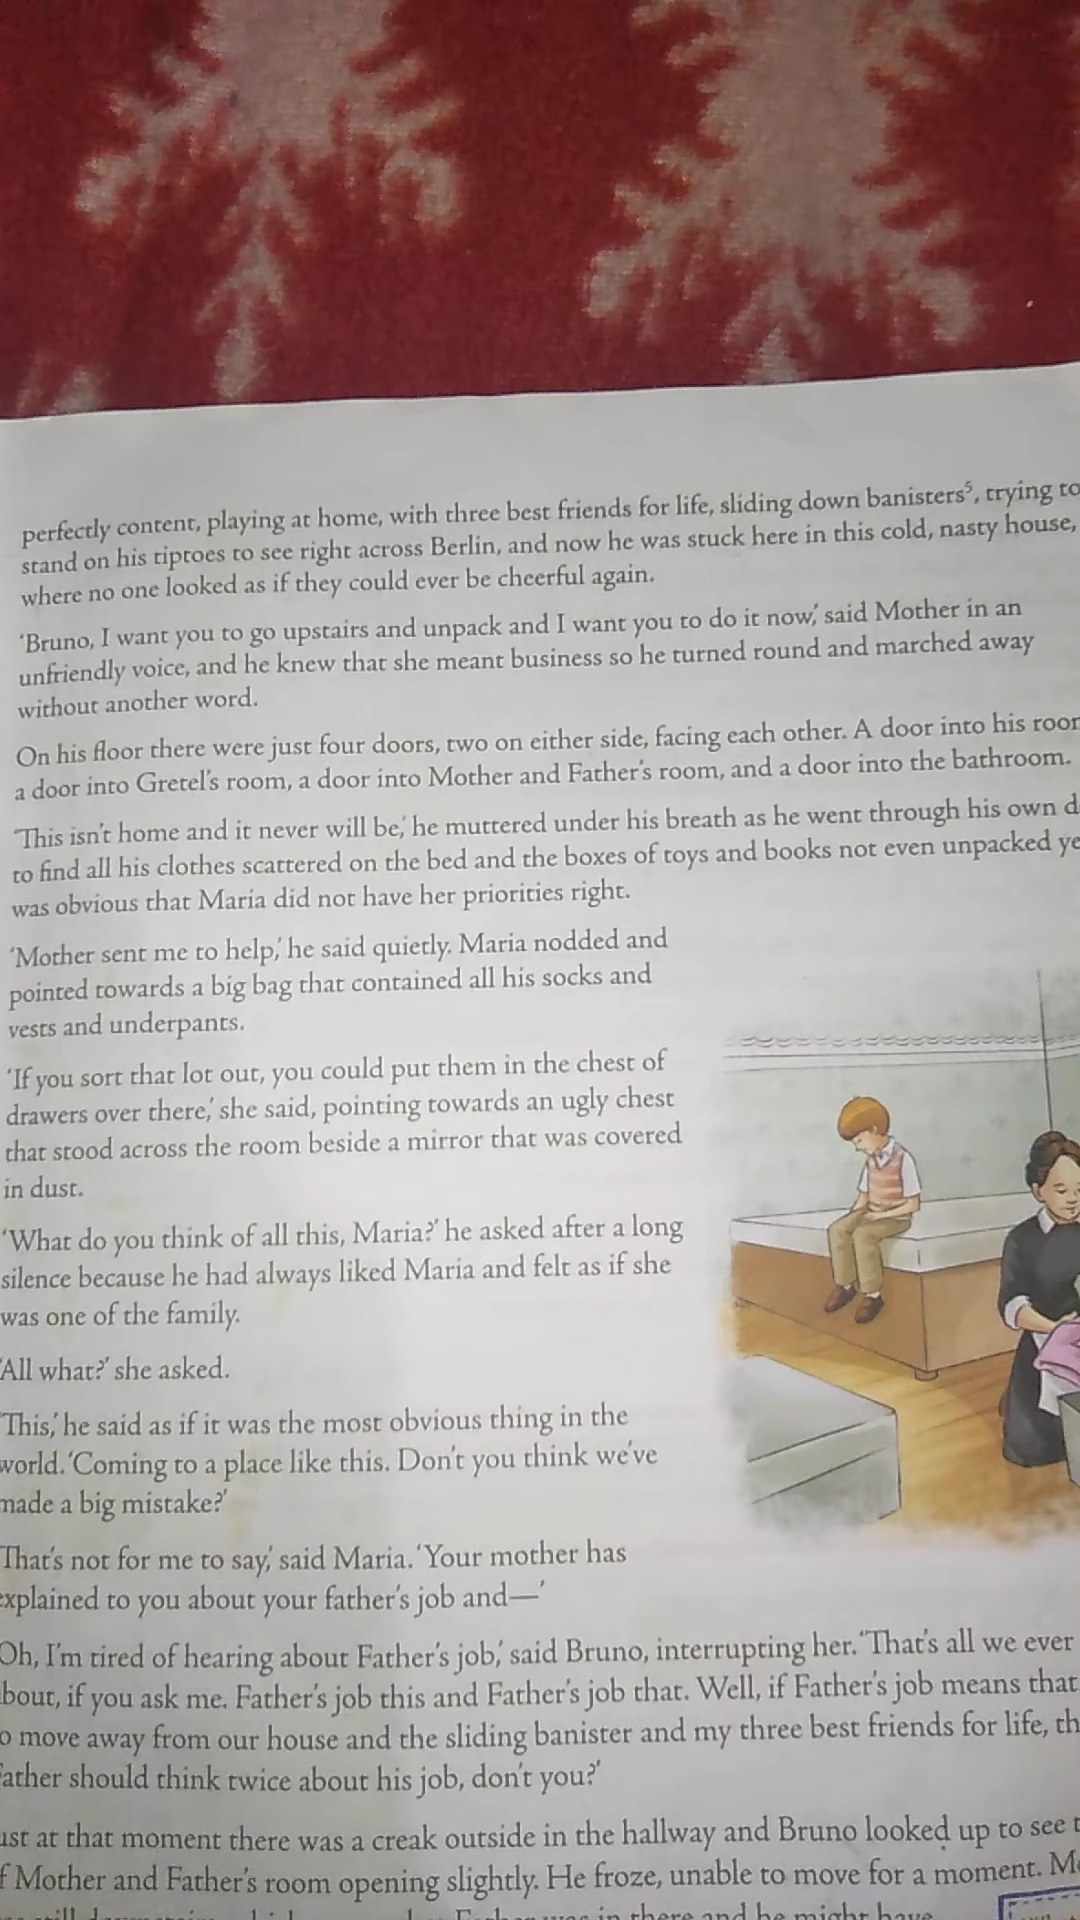 perfectly content, playing at home, with three best friends for life, sliding down banisters⁵, trying to
stand on his tiptoes to see right across Berlin, and now he was stuck here in this cold, nasty house,
where no one looked as if they could ever be cheerful again.
‘Bruno, I want you to go upstairs and unpack and I want you to do it now,’ said Mother in an
unfriendly voice, and he knew that she meant business so he turned round and marched away
without another word.
On his floor there were just four doors, two on either side, facing each other. A door into his
a door into Gretel's room, a door into Mother and Father's room, and a door into the bathroom.
‘This isn't home and it never will be,’ he muttered under his breath as he went through his own
to find all his clothes scattered on the bed and the boxes of toys and books not even unpacked
was obvious that Maria did not have her priorities right.
‘Mother sent me to help,’ he said quietly. Maria nodded and
pointed towards a big bag that contained all his socks and
vests and underpants.
‘If you sort that lot out, you could put them in the chest of
drawers over there,’ she said, pointing towards an ugly chest
that stood across the room beside a mirror that was covered
in dust.
‘What do you think of all this, Maria?’ he asked after a long
silence because he had always liked Maria and felt as if she
was one of the family.
‘All what?’ she asked.
This,’ he said as if it was the most obvious thing in the
world. ‘Coming to a place like this. Don't you think we've
made a big mistake?’
That's not for me to say,’ said Maria. ‘Your mother has
explained to you about your father's job and—’
Oh, I'm tired of hearing about Father's job,’ said Bruno, interrupting her. ‘That's all we ever
bout, if you ask me. Father's job this and Father's job that. Well, if Father's job means that
o move away from our house and the sliding banister and my three best friends for life, th
ather should think twice about his job, don't you?’
ust at that moment there was a creak outside in the hallway and Bruno looked up to see t
f Mother and Father's room opening slightly. He froze, unable to move for a moment.
in there and he might have